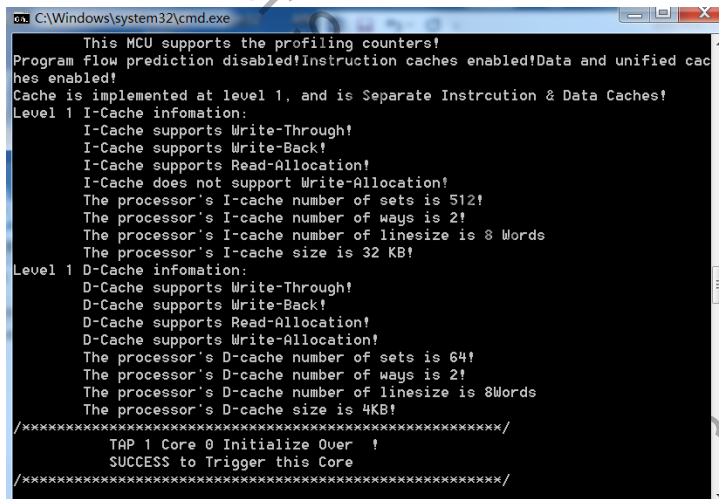 C:\Windows\system32\cmd.exe
This MCU supports the profiling counters!
Program flow prediction disabled!Instruction caches enabled!Data and unified cac
hes enabled!
Cache is implemented at level 1, and is Separate Instrcution & Data Caches!
Level 1 I-Cache infomation:
I-Cache supports Write-Through!
I-Cache supports Write-Back!
I-Cache supports Read-Allocation!
I-Cache does not support Write-Allocation!
The processor's I-cache number of sets is 512!
The processor's I-cache number of ways is 2!
The processor's I-cache number of linesize is 8 Words
The processor's I-cache size is 32 KB!
Level 1 D-Cache infomation:
D-Cache supports Write-Through!
D-Cache supports Write-Back!
D-Cache supports Read-Allocation!
D-Cache supports Write-Allocation!
The processor's D-cache number of sets is 64!
The processor's D-cache number of ways is 2!
The processor's D-cache number of linesize is 8Words
The processor's D-cache size is 4KB!
/*******************************************************/
TAP 1 Core 0 Initialize Over !
SUCCESS to Trigger this Core
/*******************************************************/